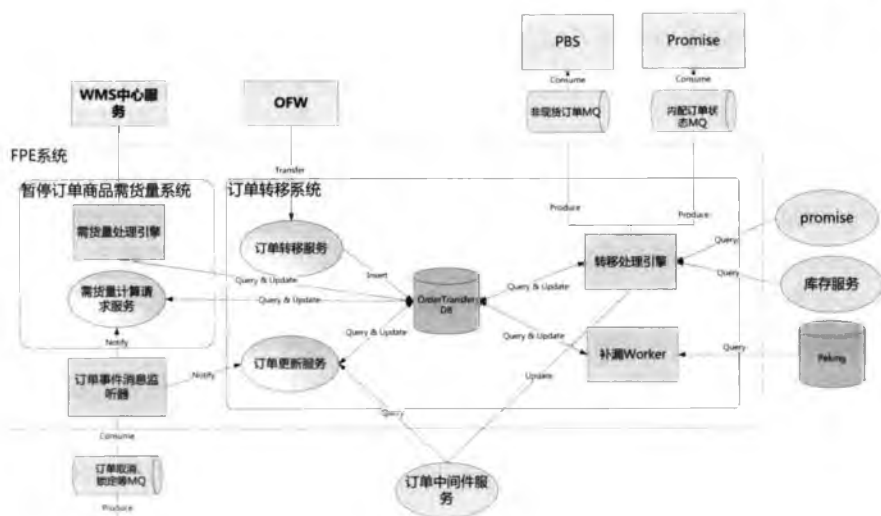 PBS
Promise
Consume
Consume
WMS中心服
务
OFW
非现货订单MQ
内配订单状
态MQ
FPE系统
Transfer
暂停订单商品需货量系统
订单转移系统
Produce
Produce
需货量处理引擎
订单转移服务
转移处理引擎
promise
Query
Insert
Query & Update
Query
需货量计算请
求服务
Query & Update
OrderTransfer
DB
Query & Update
库存服务
Notify
Query & Update
Query & Update
订单更新服务
补漏Worker
Query
订单事件消息监
听器
Notify
Update
Query
Consume
订单取消、
锁定等MQ
订单中间件服
务
Produce